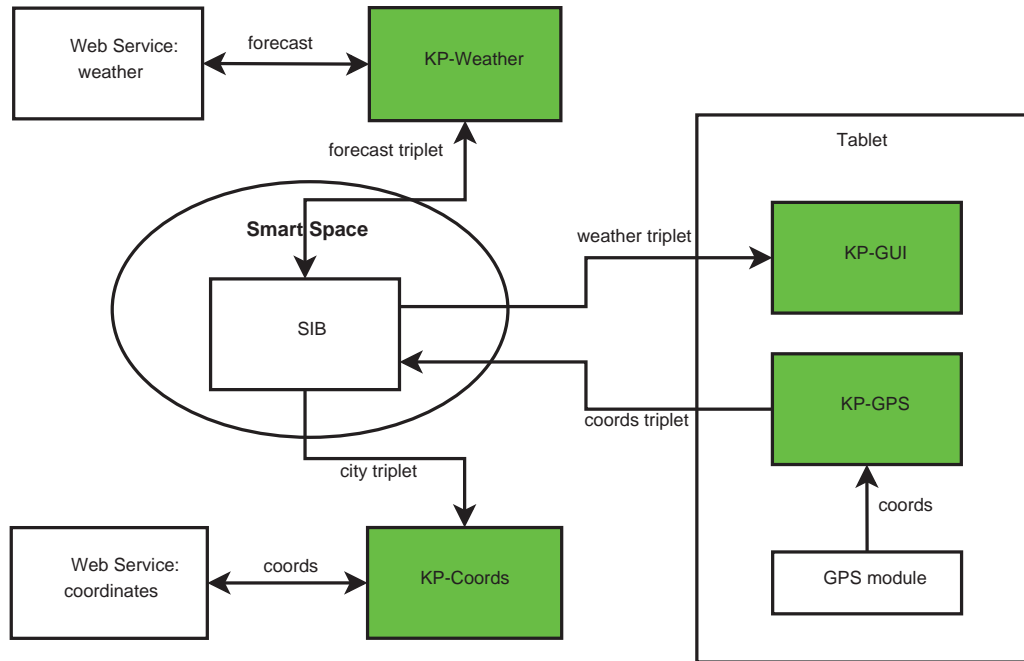 Web Service:
weather
forecast
KP-Weather
forecast triplet
Tablet
Smart Space
weather triplet
KP-GUI
SIB
KP-GPS
coords triplet
city triplet
coords
Web Service:
coordinates
coords
KP-Coords
GPS module